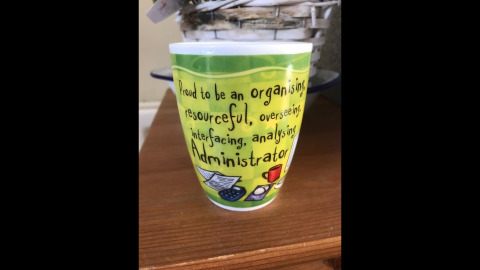 Proud to be an organising,
resourceful, overseeing,
interfacing, analysing
Administrator